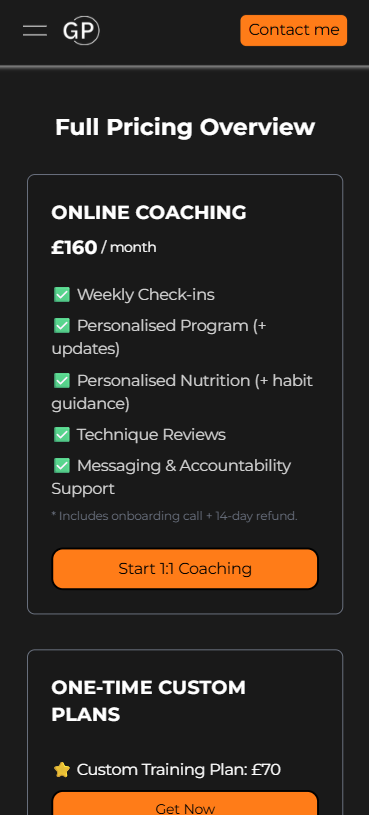 GP
Contact me
Full Pricing Overview
ONLINE COACHING
£160 / month
Weekly Check-ins
Personalised Program (+
updates)
Personalised Nutrition (+ habit
guidance)
Technique Reviews
Messaging & Accountability
Support
* Includes onboarding call + 14-day refund.
Start 1:1 Coaching
ONE-TIME CUSTOM
PLANS
Custom Training Plan: £70
Get Now